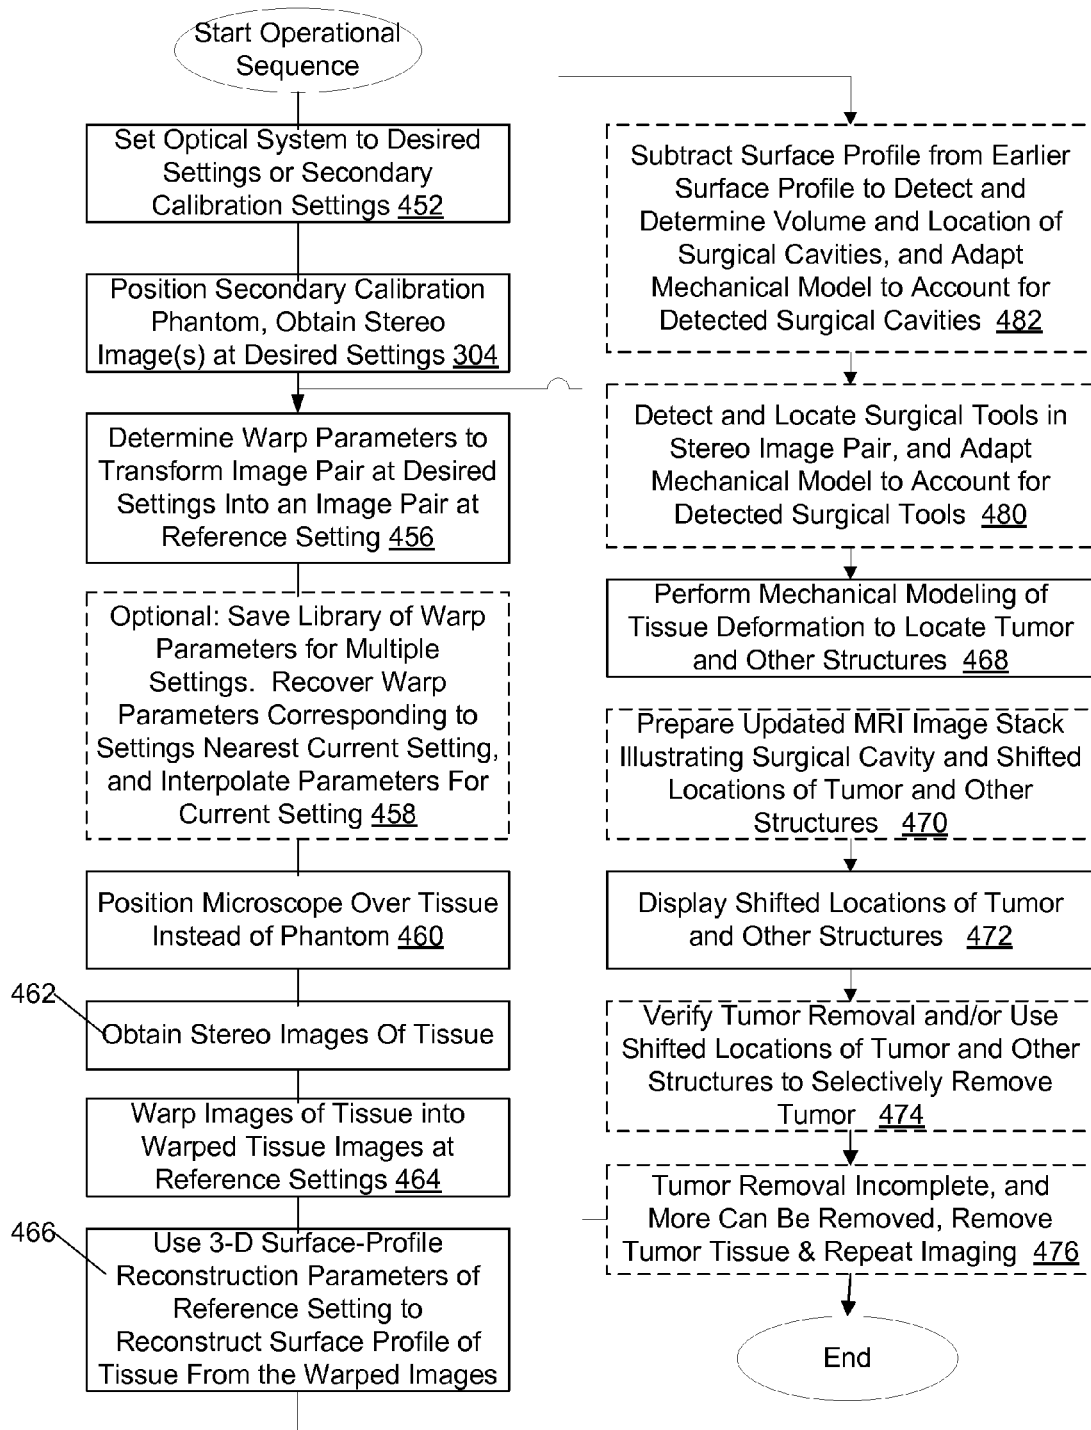 Start Operational
Sequence
Set Optical System to Desired
Settings or Secondary
Calibration Settings 452
Position Secondary Calibration
Phantom, Obtain Stereo
Image(s) at Desired Settings 304
Determine Warp Parameters to
Transform Image Pair at Desired
Settings Into an Image Pair at
Reference Setting 456
Optional: Save Library of Warp
Parameters for Multiple
Settings. Recover Warp
Parameters Corresponding to
Settings Nearest Current Setting,
and Interpolate Parameters For
Current Setting 458
Position Microscope Over Tissue
Instead of Phantom 460
462
Obtain Stereo Images Of Tissue
Warp Images of Tissue into
Warped Tissue Images at
Reference Settings 464
466
Use 3-D Surface-Profile
Reconstruction Parameters of
Reference Setting to
Reconstruct Surface Profile of
Tissue From the Warped Images
Subtract Surface Profile from Earlier
Surface Profile to Detect and
Determine Volume and Location of
Surgical Cavities, and Adapt
Mechanical Model to Account for
Detected Surgical Cavities 482
Detect and Locate Surgical Tools in
Stereo Image Pair, and Adapt
Mechanical Model to Account for
Detected Surgical Tools 480
Perform Mechanical Modeling of
Tissue Deformation to Locate Tumor
and Other Structures 468
Prepare Updated MRI Image Stack
Illustrating Surgical Cavity and Shifted
Locations of Tumor and Other
Structures 470
Display Shifted Locations of Tumor
and Other Structures 472
Verify Tumor Removal and/or Use
Shifted Locations of Tumor and Other
Structures to Selectively Remove
Tumor 474
Tumor Removal Incomplete, and
More Can Be Removed, Remove
Tumor Tissue & Repeat Imaging 476
End